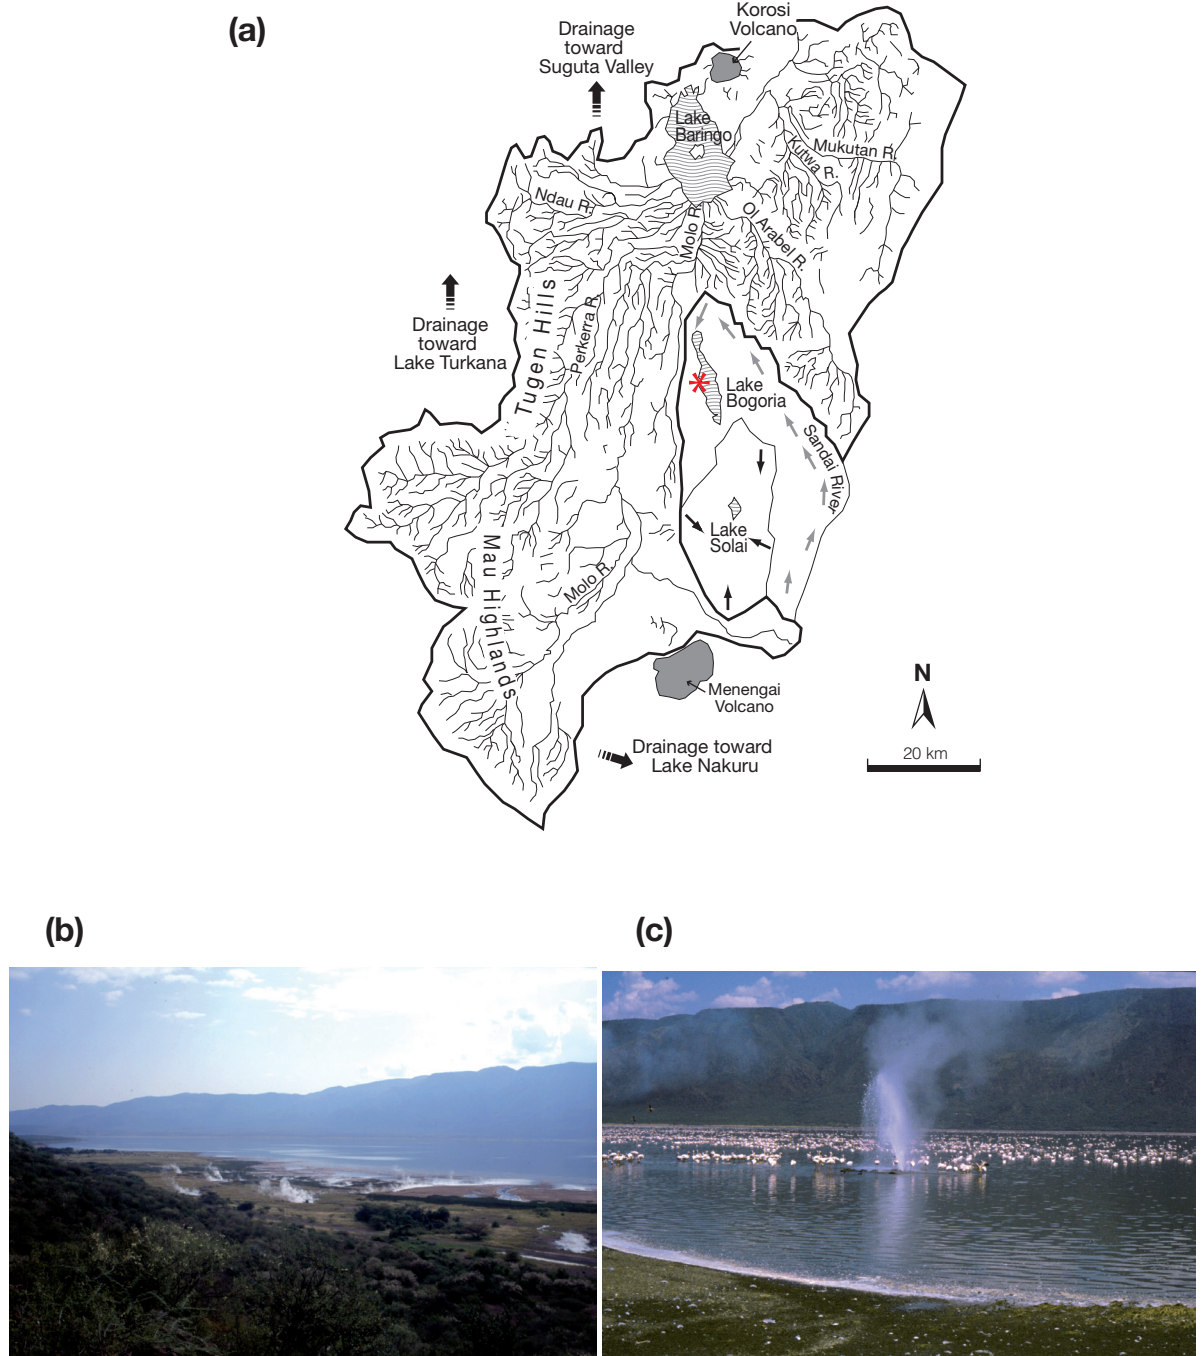 (a)
Korosi
Volcano
Drainage
toward
Suguta Valley
Lake
Baringo
Mukutan R.
Kutwa R.
Ndau R.
Ol Arabel R.
Molo R.
Tugen Hills
Perkerra R.
Drainage
toward
Lake Turkana
Lake
Bogoria
Sandai River
Lake
Solai
Mau Highlands
Molo R.
Menengai
Volcano
N
20 km
Drainage toward
Lake Nakuru
(b)
(c)